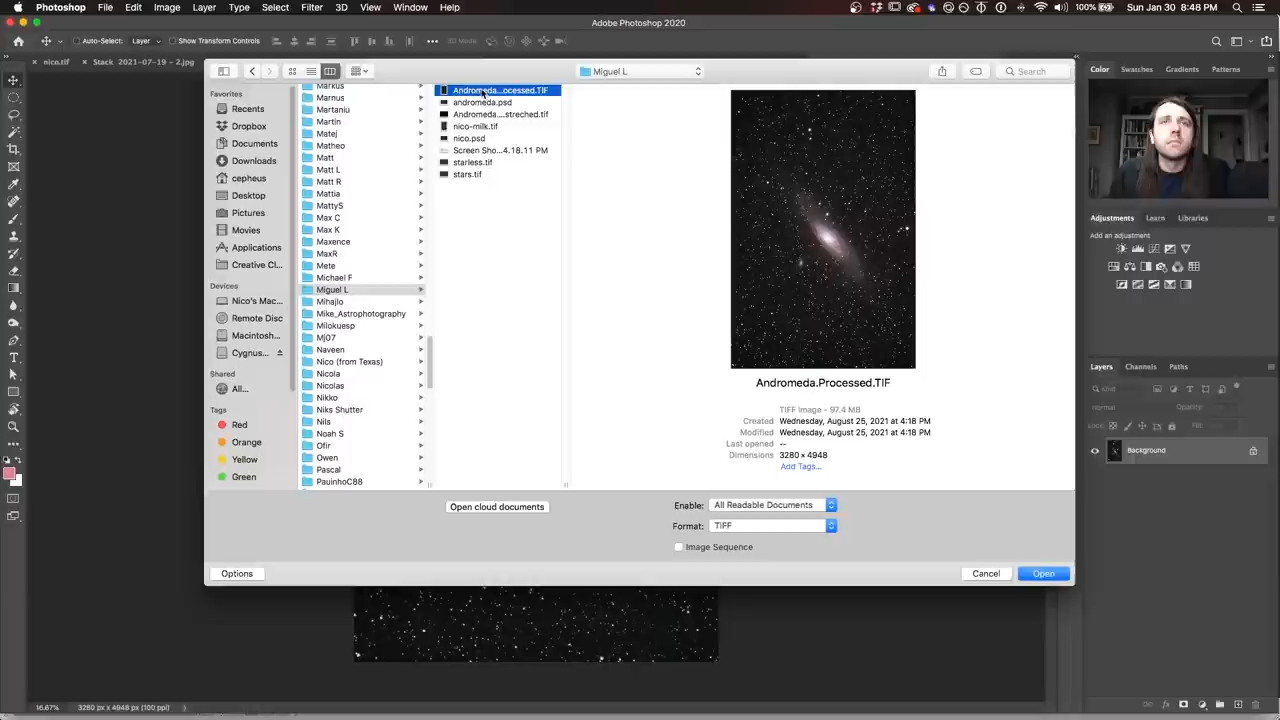 Photoshop File Edit Image Layer Type Select Filter 3D View Window Help 100% Sun Jan 30 8:48 PM
Adobe Photoshop 2020
Auto-Select: Layer Show Transform Controls 3D Mode:
nico.tif Stack 2021-07-19 - 2.jpg
Miguel L
Search
Color Swatches Gradients Patterns
Favorites
Recents
Dropbox
Documents
Downloads
cepheus
Desktop
Pictures
Movies
Applications
Creative Cl...
Devices
Nico's Mac...
Remote Disc
Macintosh...
Cygnus...
Shared
All...
Tags
Red
Orange
Yellow
Green
Markus
Marnus
Martaniu
Martin
Matej
Matheo
Matt
Matt L
Matt R
Mattia
MattyS
Max C
Max K
Maxence
MaxR
Mete
Michael F
Miguel L
Mihajlo
Mike_Astrophotography
Milokuesp
Mj07
Naveen
Nico (from Texas)
Nicola
Nicolas
Nikko
Niks Shutter
Nils
Noah S
Ofir
Owen
Pascal
PauinhoC88
Andromeda...ocessed.TIF
andromeda.psd
Andromeda....streched.tif
nico-milk.tif
nico.psd
Screen Sho...4.18.11 PM
starless.tif
stars.tif
Andromeda.Processed.TIF
TIFF image - 97.4 MB
Created Wednesday, August 25, 2021 at 4:18 PM
Modified Wednesday, August 25, 2021 at 4:18 PM
Last opened --
Dimensions 3280 × 4948
Add Tags...
Open cloud documents
Enable: All Readable Documents
Format: TIFF
Image Sequence
Options
Cancel
Open
Adjustments Learn Libraries
Add an adjustment
Layers Channels Paths
Kind
normal Opacity:
Lock: Fill:
Background
16.67% 3280 px x 4948 px (100 ppi)